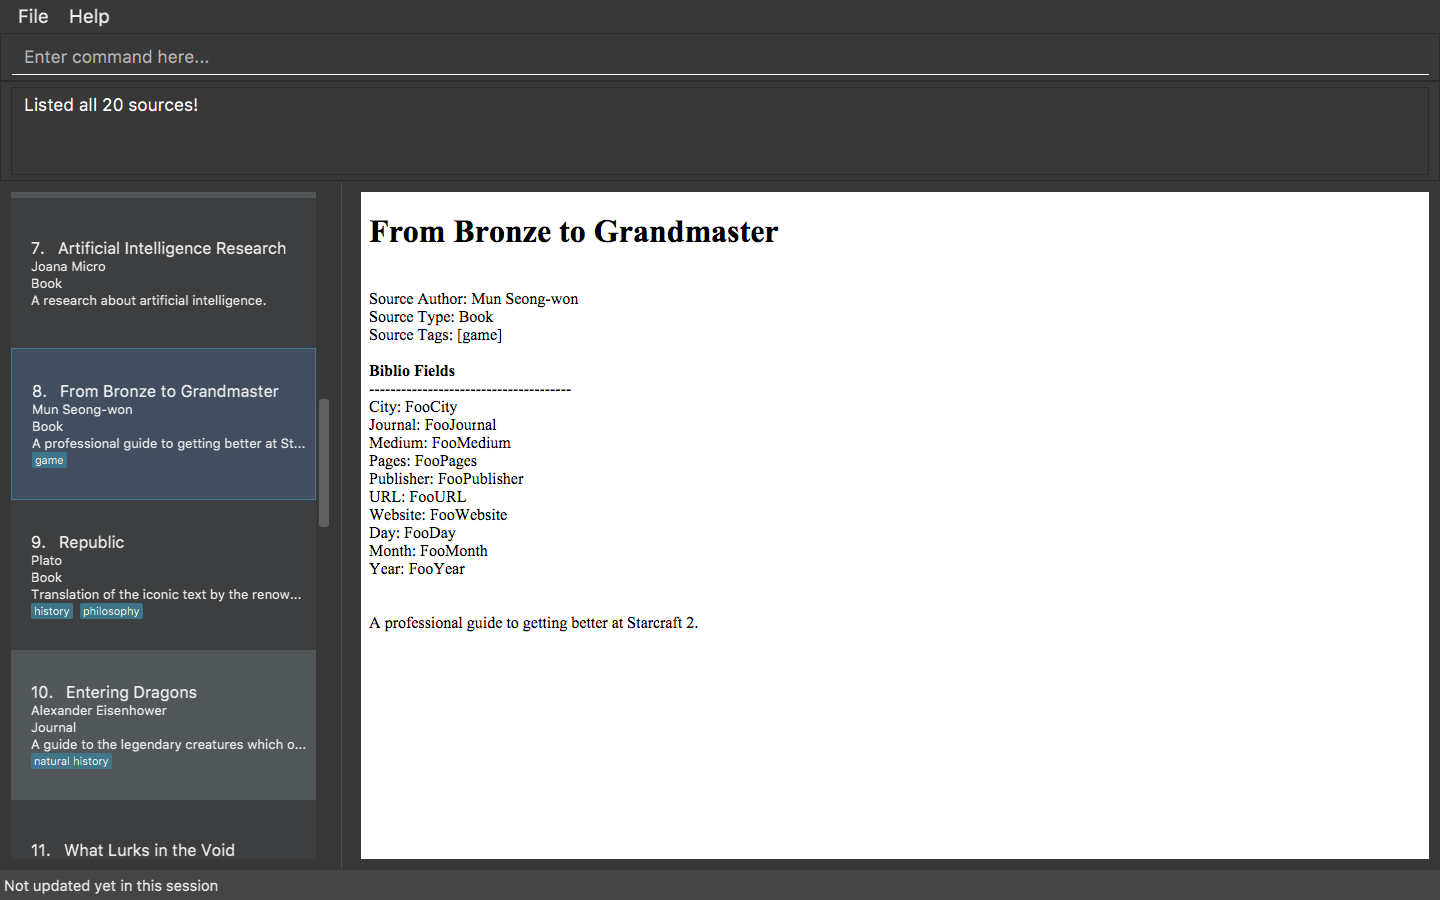 File Help
Enter command here...
Listed all 20 sources!
7. Artificial Intelligence Research
Joana Micro
Book
A research about artificial intelligence.
8. From Bronze to Grandmaster
Mun Seong-won
Book
A professional guide to getting better at St...
game
9. Republic
Plato
Book
Translation of the iconic text by the renow...
history philosophy
10. Entering Dragons
Alexander Eisenhower
Journal
A guide to the legendary creatures which o...
natural history
11. What Lurks in the Void
From Bronze to Grandmaster
Source Author: Mun Seong-won
Source Type: Book
Source Tags: [game]
Biblio Fields
--------------------------------------
City: FooCity
Journal: FooJournal
Medium: FooMedium
Pages: FooPages
Publisher: FooPublisher
URL: FooURL
Website: FooWebsite
Day: FooDay
Month: FooMonth
Year: FooYear
A professional guide to getting better at Starcraft 2.
Not updated yet in this session